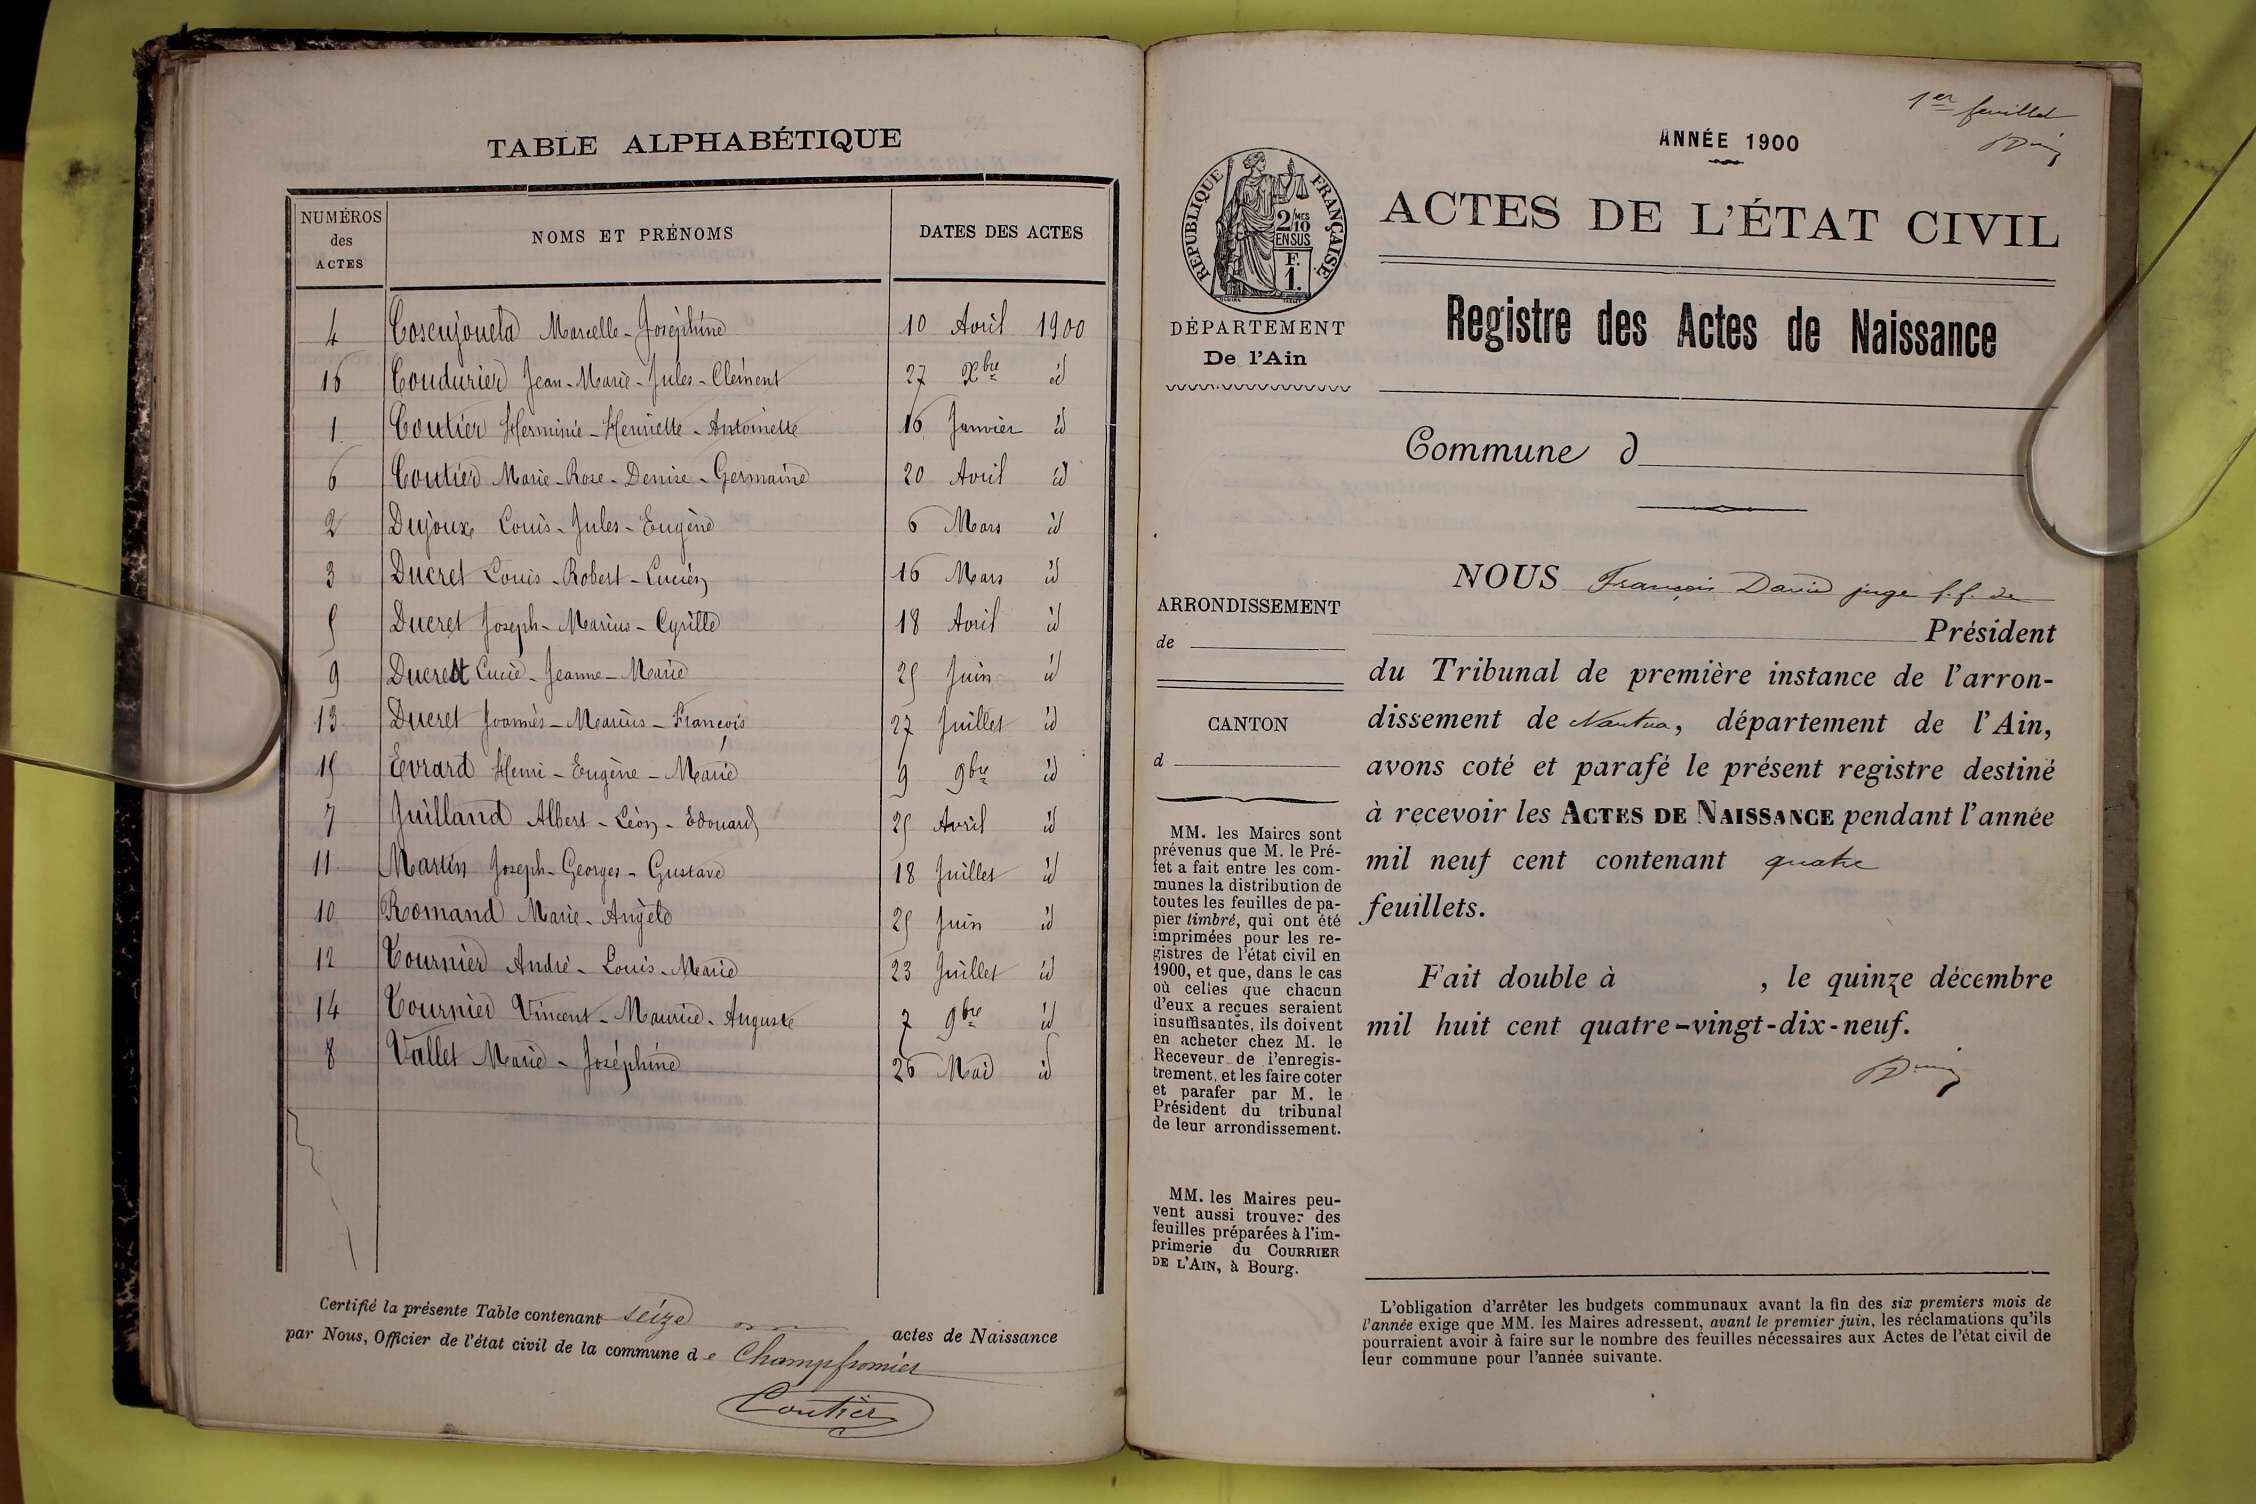 TABLE ALPHABÉTIQUE
NUMÉROS des ACTES
NOMS ET PRÉNOMS
DATES DES ACTES
4 Marcelle - Joséphine 10 Avril 1900
16 Coudurier Jean - Marie - Jules - Clément 27 Xbre id
1 Coutier Herminie - Henriette - Antoinette 16 Janvier id
6 Coutier Marie - Rose - Denise - Germaine 20 Avril id
2 Dujoux Louis - Jules - Eugène 6 Mars id
3 Ducret Louis - Robert - Lucien 16 Mars id
5 Ducret Joseph - Marius - Cyrille 18 Avril id
9 Ducret Lucie - Jeanne - Marie 25 Juin id
13 Ducret Joannès - Marius - François 27 Juillet id
15 Évrard Henri - Eugène - Marie 9 9bre id
7 Juilland Albert - Léon - Edouard 25 Avril id
11 Martin Joseph - Georges - Gustave 18 Juillet id
10 Romand Marie - Angèle 25 Juin id
12 Tournier André - Louis - Marie 23 Juillet id
14 Tournier Vincent - Maurice - Auguste 7 9bre id
8 Vallet Marie - Joséphine 26 Mai id
Certifié la présente Table contenant seize actes de Naissance
par Nous, Officier de l'état civil de la commune de Champfromier
Coutier
1er feuillet
ANNÉE 1900
RÉPUBLIQUE FRANÇAISE
2/10 MES
EN SUS
F.
1.
ACTES DE L'ÉTAT CIVIL
Registre des Actes de Naissance
DÉPARTEMENT
De l'Ain
Commune d
ARRONDISSEMENT
de
CANTON
d
MM. les Maires sont
prévenus que M. le Pré-
fet a fait entre les com-
munes la distribution de
toutes les feuilles de pa-
pier timbré, qui ont été
imprimées pour les re-
gistres de l'état civil en
1900, et que, dans le cas
où celles que chacun
d'eux a reçues seraient
insuffisantes, ils doivent
en acheter chez M. le
Receveur de l'enregis-
trement, et les faire coter
et parafer par M. le
Président du tribunal
de leur arrondissement.
MM. les Maires peu-
vent aussi trouver des
feuilles préparées à l'im-
primerie du COURRIER
DE L'AIN, à Bourg.
NOUS François David juge f.f. de
Président
du Tribunal de première instance de l'arron-
dissement de Nantua, département de l'Ain,
avons coté et parafé le présent registre destiné
à recevoir les ACTES DE NAISSANCE pendant l'année
mil neuf cent contenant quatre
feuillets.
Fait double à , le quinze décembre
mil huit cent quatre-vingt-dix-neuf.
L'obligation d'arrêter les budgets communaux avant la fin des six premiers mois de
l'année exige que MM. les Maires adressent, avant le premier juin, les réclamations qu'ils
pourraient avoir à faire sur le nombre des feuilles nécessaires aux Actes de l'état civil de
leur commune pour l'année suivante.